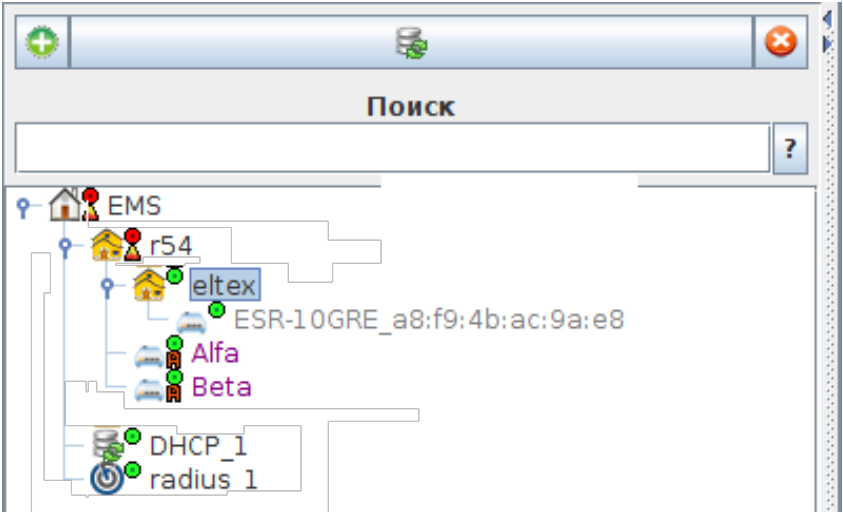 Поиск
?
EMS
r54
eltex
ESR-10GRE_a8:f9:4b:ac:9a:e8
Alfa
Beta
DHCP_1
radius_1